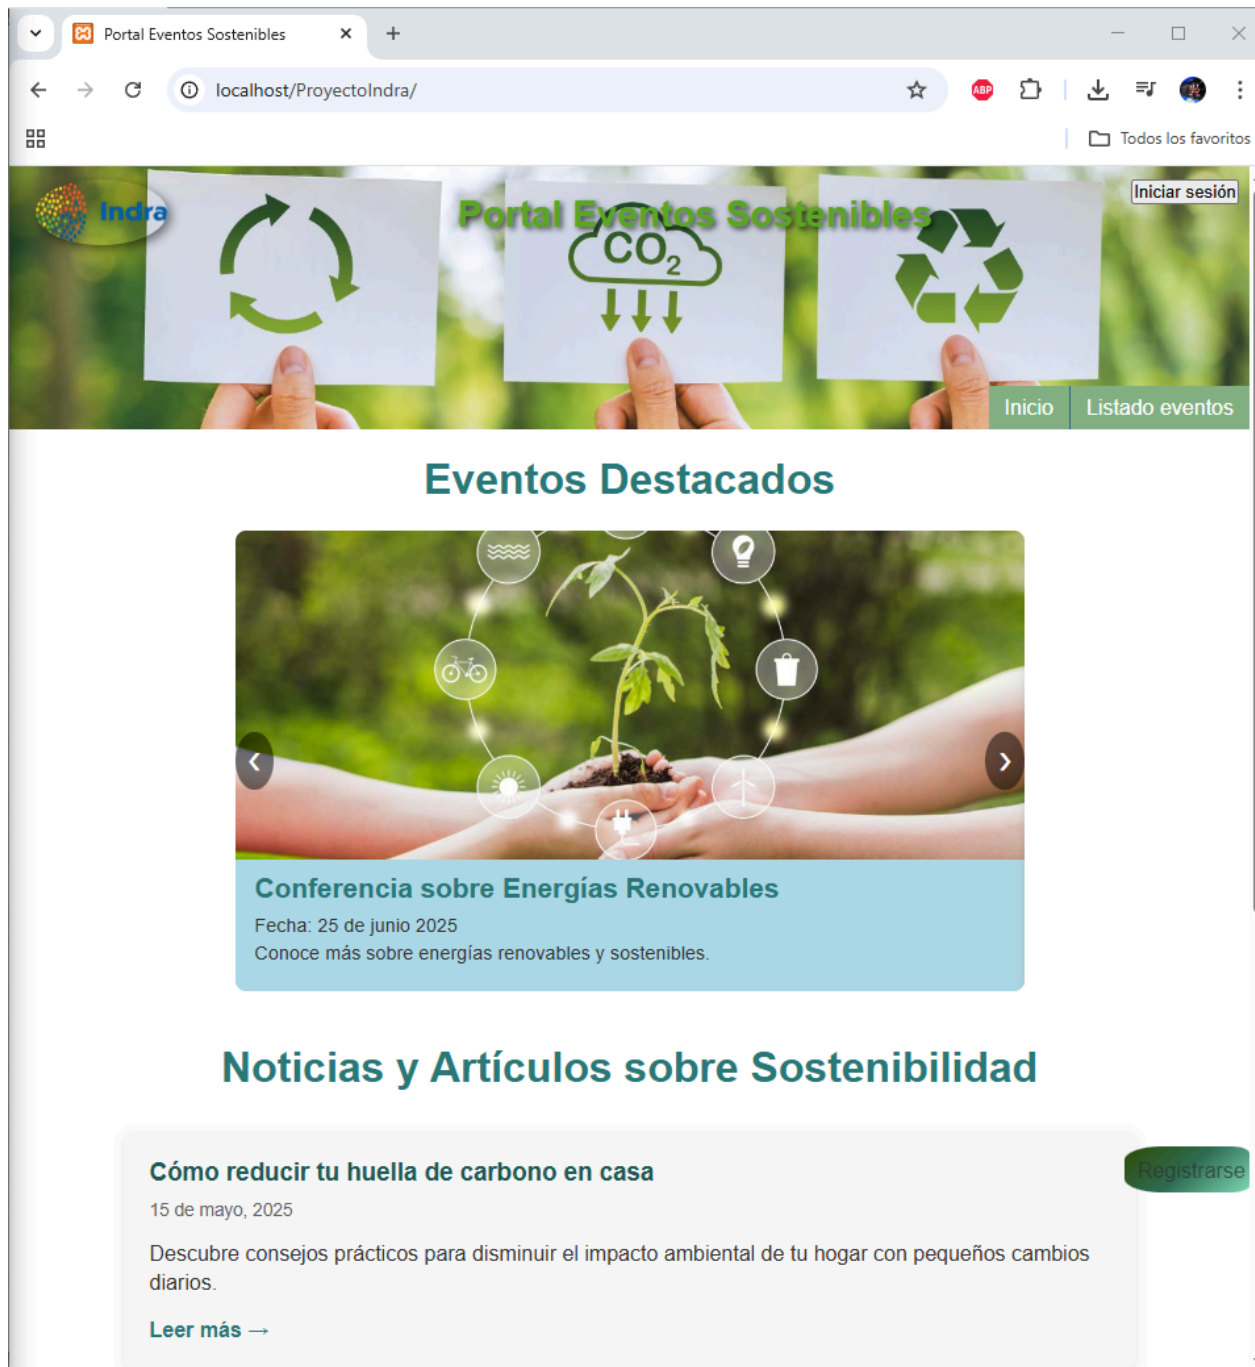 Portal Eventos Sostenibles
localhost/ProyectoIndra/
ABP
Todos los favoritos
Indra
Portal Eventos Sostenibles
Iniciar sesión
CO2
Inicio
Listado eventos
Eventos Destacados
Conferencia sobre Energías Renovables
Fecha: 25 de junio 2025
Conoce más sobre energías renovables y sostenibles.
Noticias y Artículos sobre Sostenibilidad
Cómo reducir tu huella de carbono en casa
Registrarse
15 de mayo, 2025
Descubre consejos prácticos para disminuir el impacto ambiental de tu hogar con pequeños cambios
diarios.
Leer más →